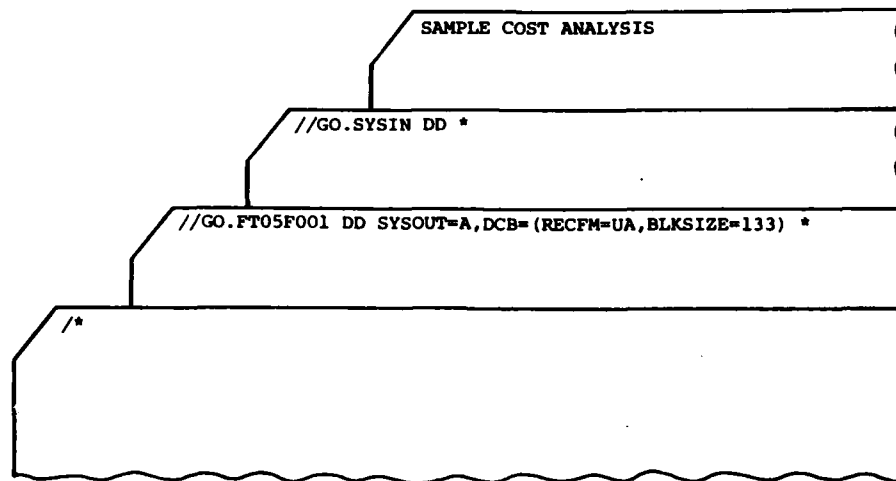 SAMPLE COST ANALYSIS
//GO.SYSIN DD *
//GO.FT05F001 DD SYSOUT=A,DCB=(RECFM=UA,BLKSIZE=133) *
/*